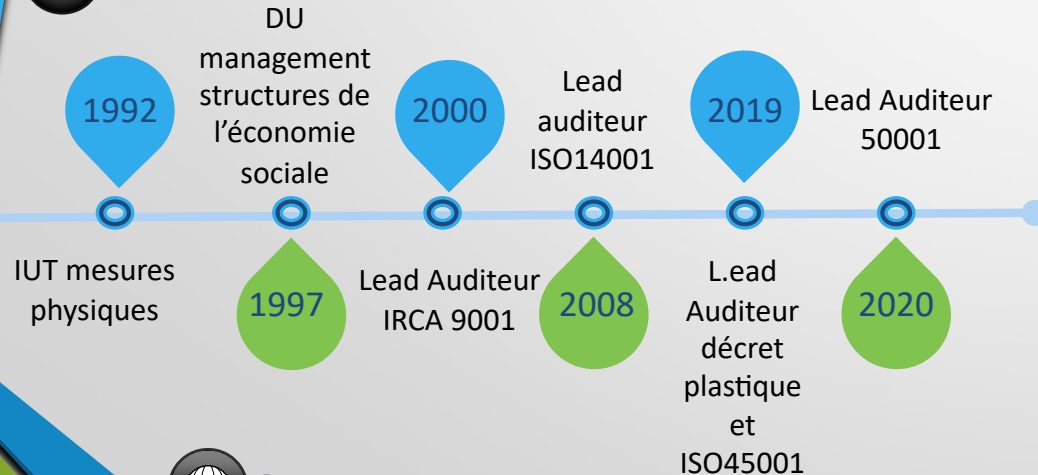 1992
IUT mesures
physiques
DU
management
structures de
l’économie
sociale
1997
2000
Lead Auditeur
IRCA 9001
Lead
auditeur
ISO14001
2008
2019
L.ead
Auditeur
décret
plastique
et
ISO45001
Lead Auditeur
50001
2020